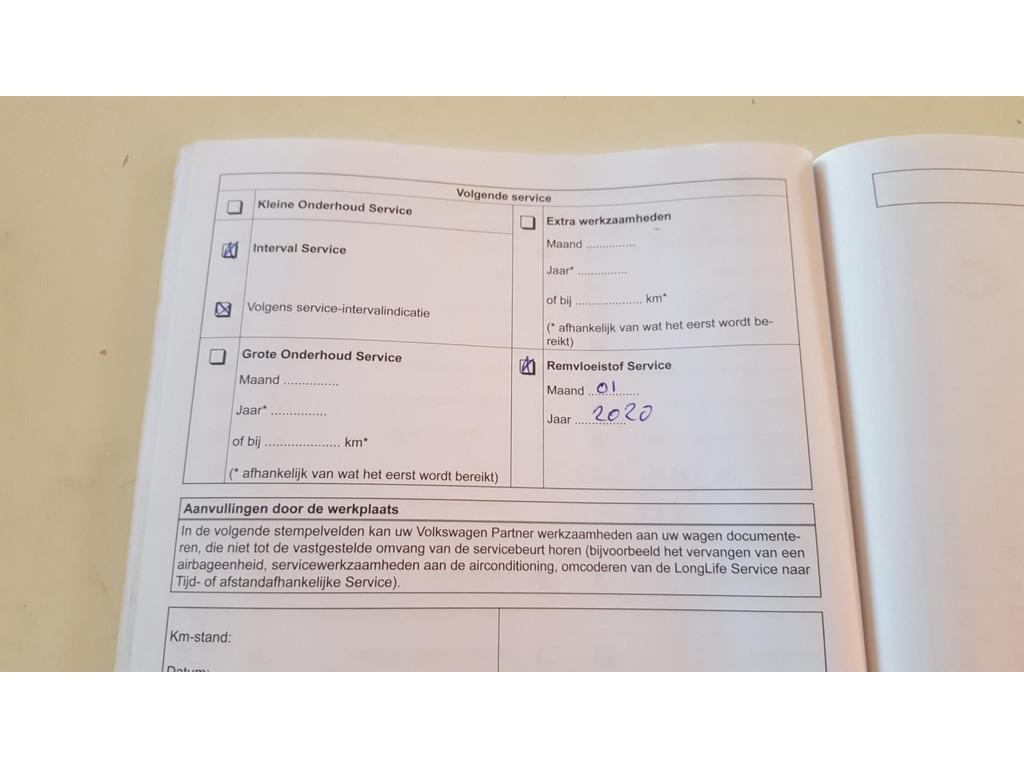 Volgende service
Kleine Onderhoud Service
Interval Service
Volgens service-intervalindicatie
Grote Onderhoud Service
Maand ...............
Jaar* ...............
of bij .................... km*
(* afhankelijk van wat het eerst wordt bereikt)
Extra werkzaamheden
Maand ..............
Jaar* ..............
of bij ................... km*
(* afhankelijk van wat het eerst wordt be-
reikt)
Remvloeistof Service
Maand 01
Jaar 2020
Aanvullingen door de werkplaats
In de volgende stempelvelden kan uw Volkswagen Partner werkzaamheden aan uw wagen documente-
ren, die niet tot de vastgestelde omvang van de servicebeurt horen (bijvoorbeeld het vervangen van een
airbageenheid, servicewerkzaamheden aan de airconditioning, omcoderen van de LongLife Service naar
Tijd- of afstandafhankelijke Service).
Km-stand:
Datum: